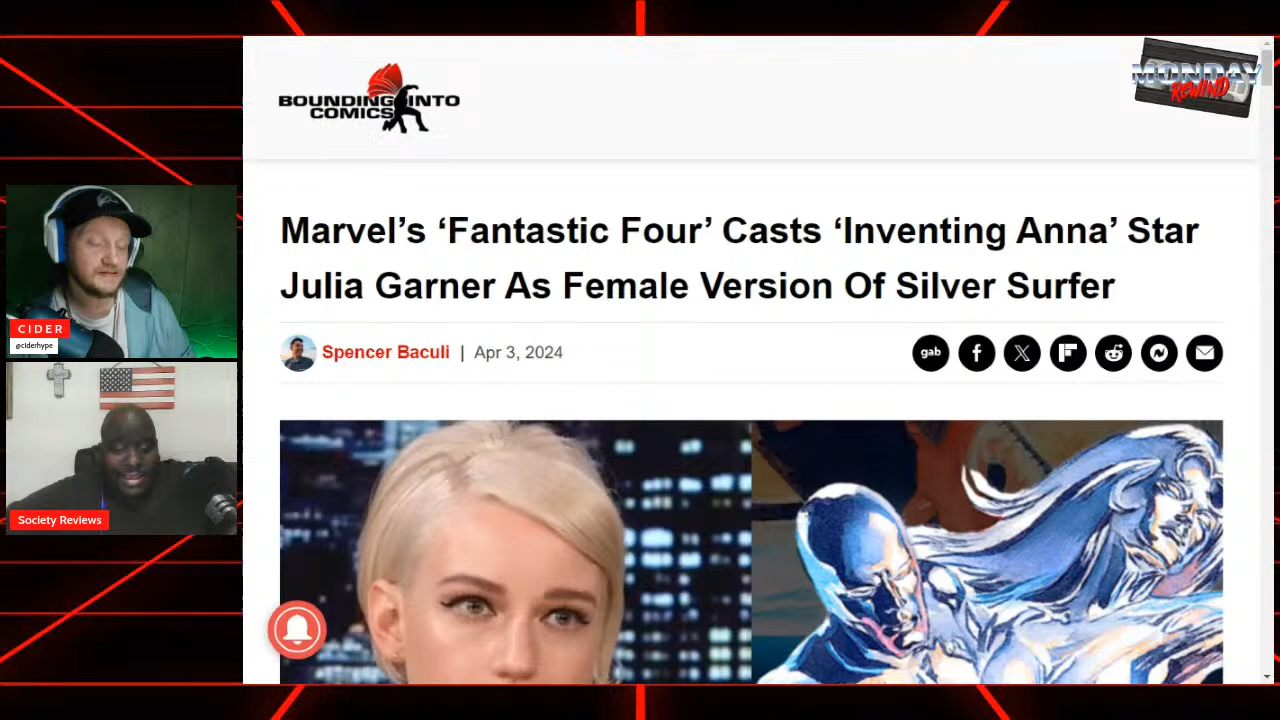 MONDAY
REWIND
BOUNDING INTO
COMICS
Marvel’s ‘Fantastic Four’ Casts ‘Inventing Anna’ Star
Julia Garner As Female Version Of Silver Surfer
Spencer Baculi | Apr 3, 2024
gab
CIDER
@ciderhype
Society Reviews